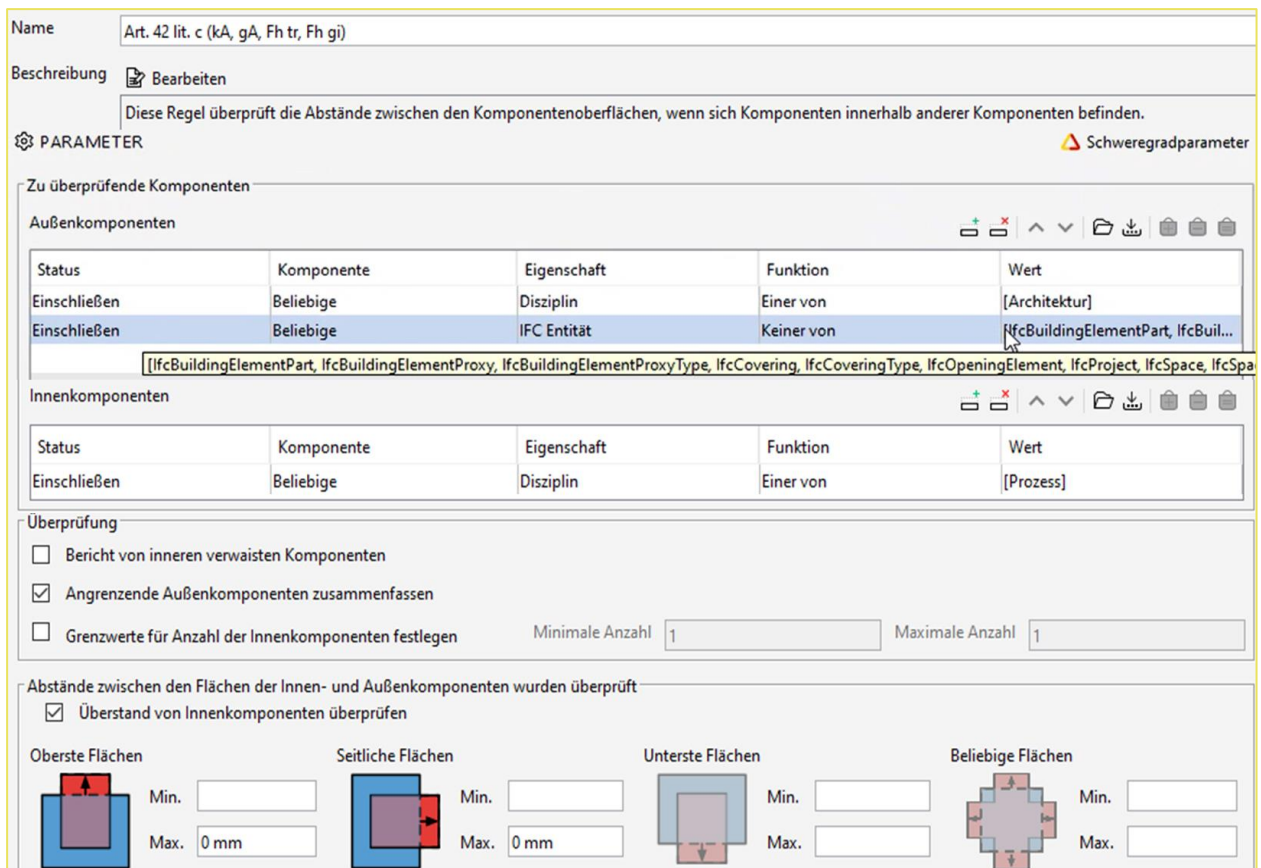 Name
Art. 42 lit. c (kA, gA, Fh tr, Fh gi)
Beschreibung
Bearbeiten
Diese Regel überprüft die Abstände zwischen den Komponentenoberflächen, wenn sich Komponenten innerhalb anderer Komponenten befinden.
PARAMETER
Schweregradparameter
Zu überprüfende Komponenten
Außenkomponenten
Status Komponente Eigenschaft Funktion Wert
Einschließen Beliebige Disziplin Einer von [Architektur]
Einschließen Beliebige IFC Entität Keiner von [IfcBuildingElementPart, IfcBuil...
[IfcBuildingElementPart, IfcBuildingElementProxy, IfcBuildingElementProxyType, IfcCovering, IfcCoveringType, IfcOpeningElement, IfcProject, IfcSpace, IfcSpa
Innenkomponenten
Status Komponente Eigenschaft Funktion Wert
Einschließen Beliebige Disziplin Einer von [Prozess]
Überprüfung
Bericht von inneren verwaisten Komponenten
Angrenzende Außenkomponenten zusammenfassen
Grenzwerte für Anzahl der Innenkomponenten festlegen Minimale Anzahl 1 Maximale Anzahl 1
Abstände zwischen den Flächen der Innen- und Außenkomponenten wurden überprüft
Überstand von Innenkomponenten überprüfen
Oberste Flächen Seitliche Flächen Unterste Flächen Beliebige Flächen
Min. Min. Min. Min.
Max. 0 mm Max. 0 mm Max. Max.